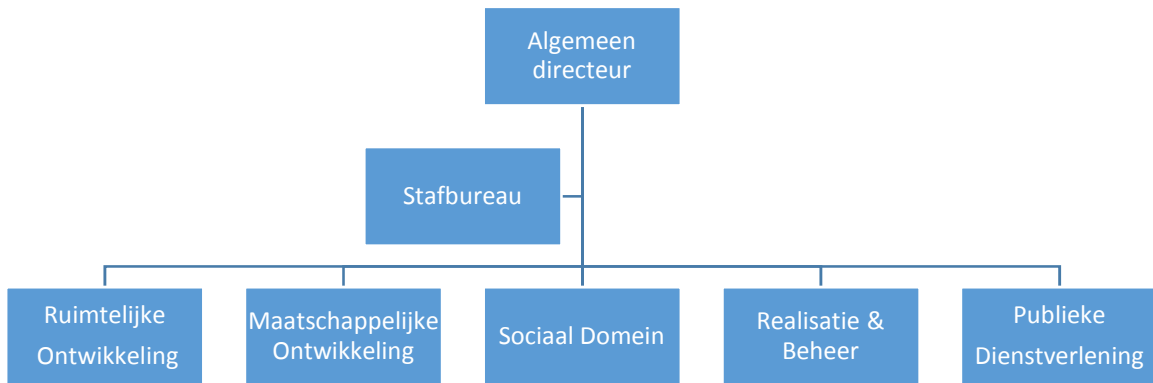 Algemeen
directeur
Stafbureau
Ruimtelijke
Ontwikkeling
Maatschappelijke
Ontwikkeling
Sociaal Domein
Realisatie &
Beheer
Publieke
Dienstverlening